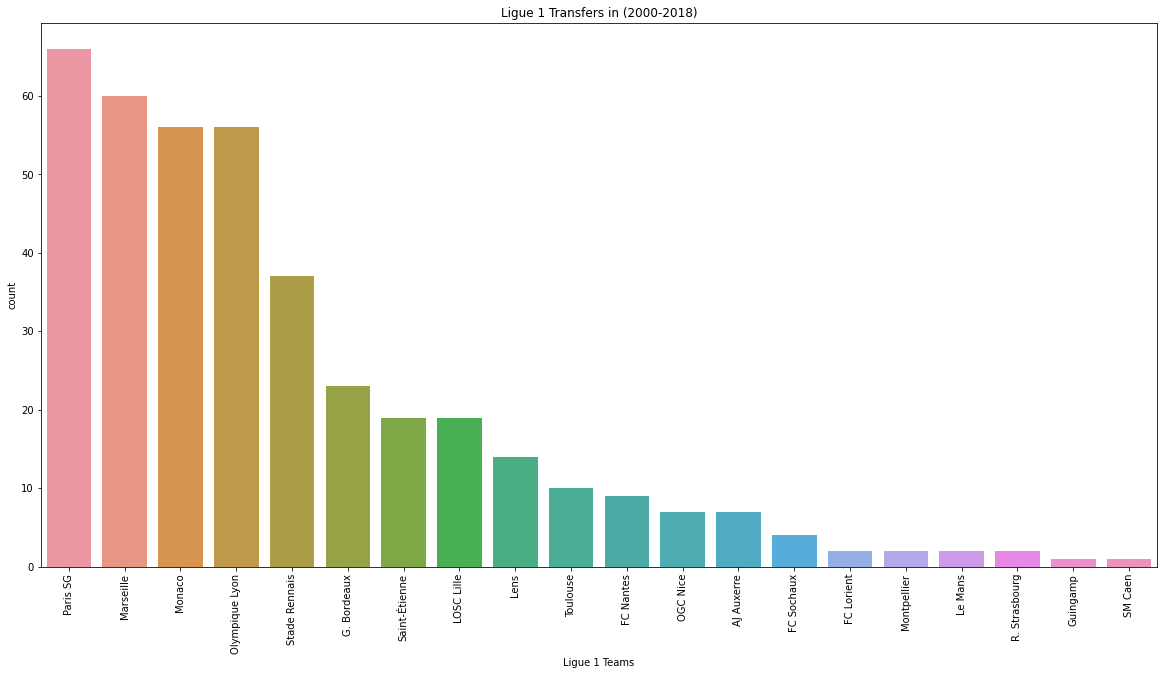 Ligue 1 Transfers in (2000-2018)
count
60
50
40
30
20
10
0
Paris SG
Marseille
Monaco
Olympique Lyon
Stade Rennais
G. Bordeaux
Saint-Étienne
LOSC Lille
Lens
Toulouse
FC Nantes
OGC Nice
AJ Auxerre
FC Sochaux
FC Lorient
Montpellier
Le Mans
R. Strasbourg
Guingamp
SM Caen
Ligue 1 Teams